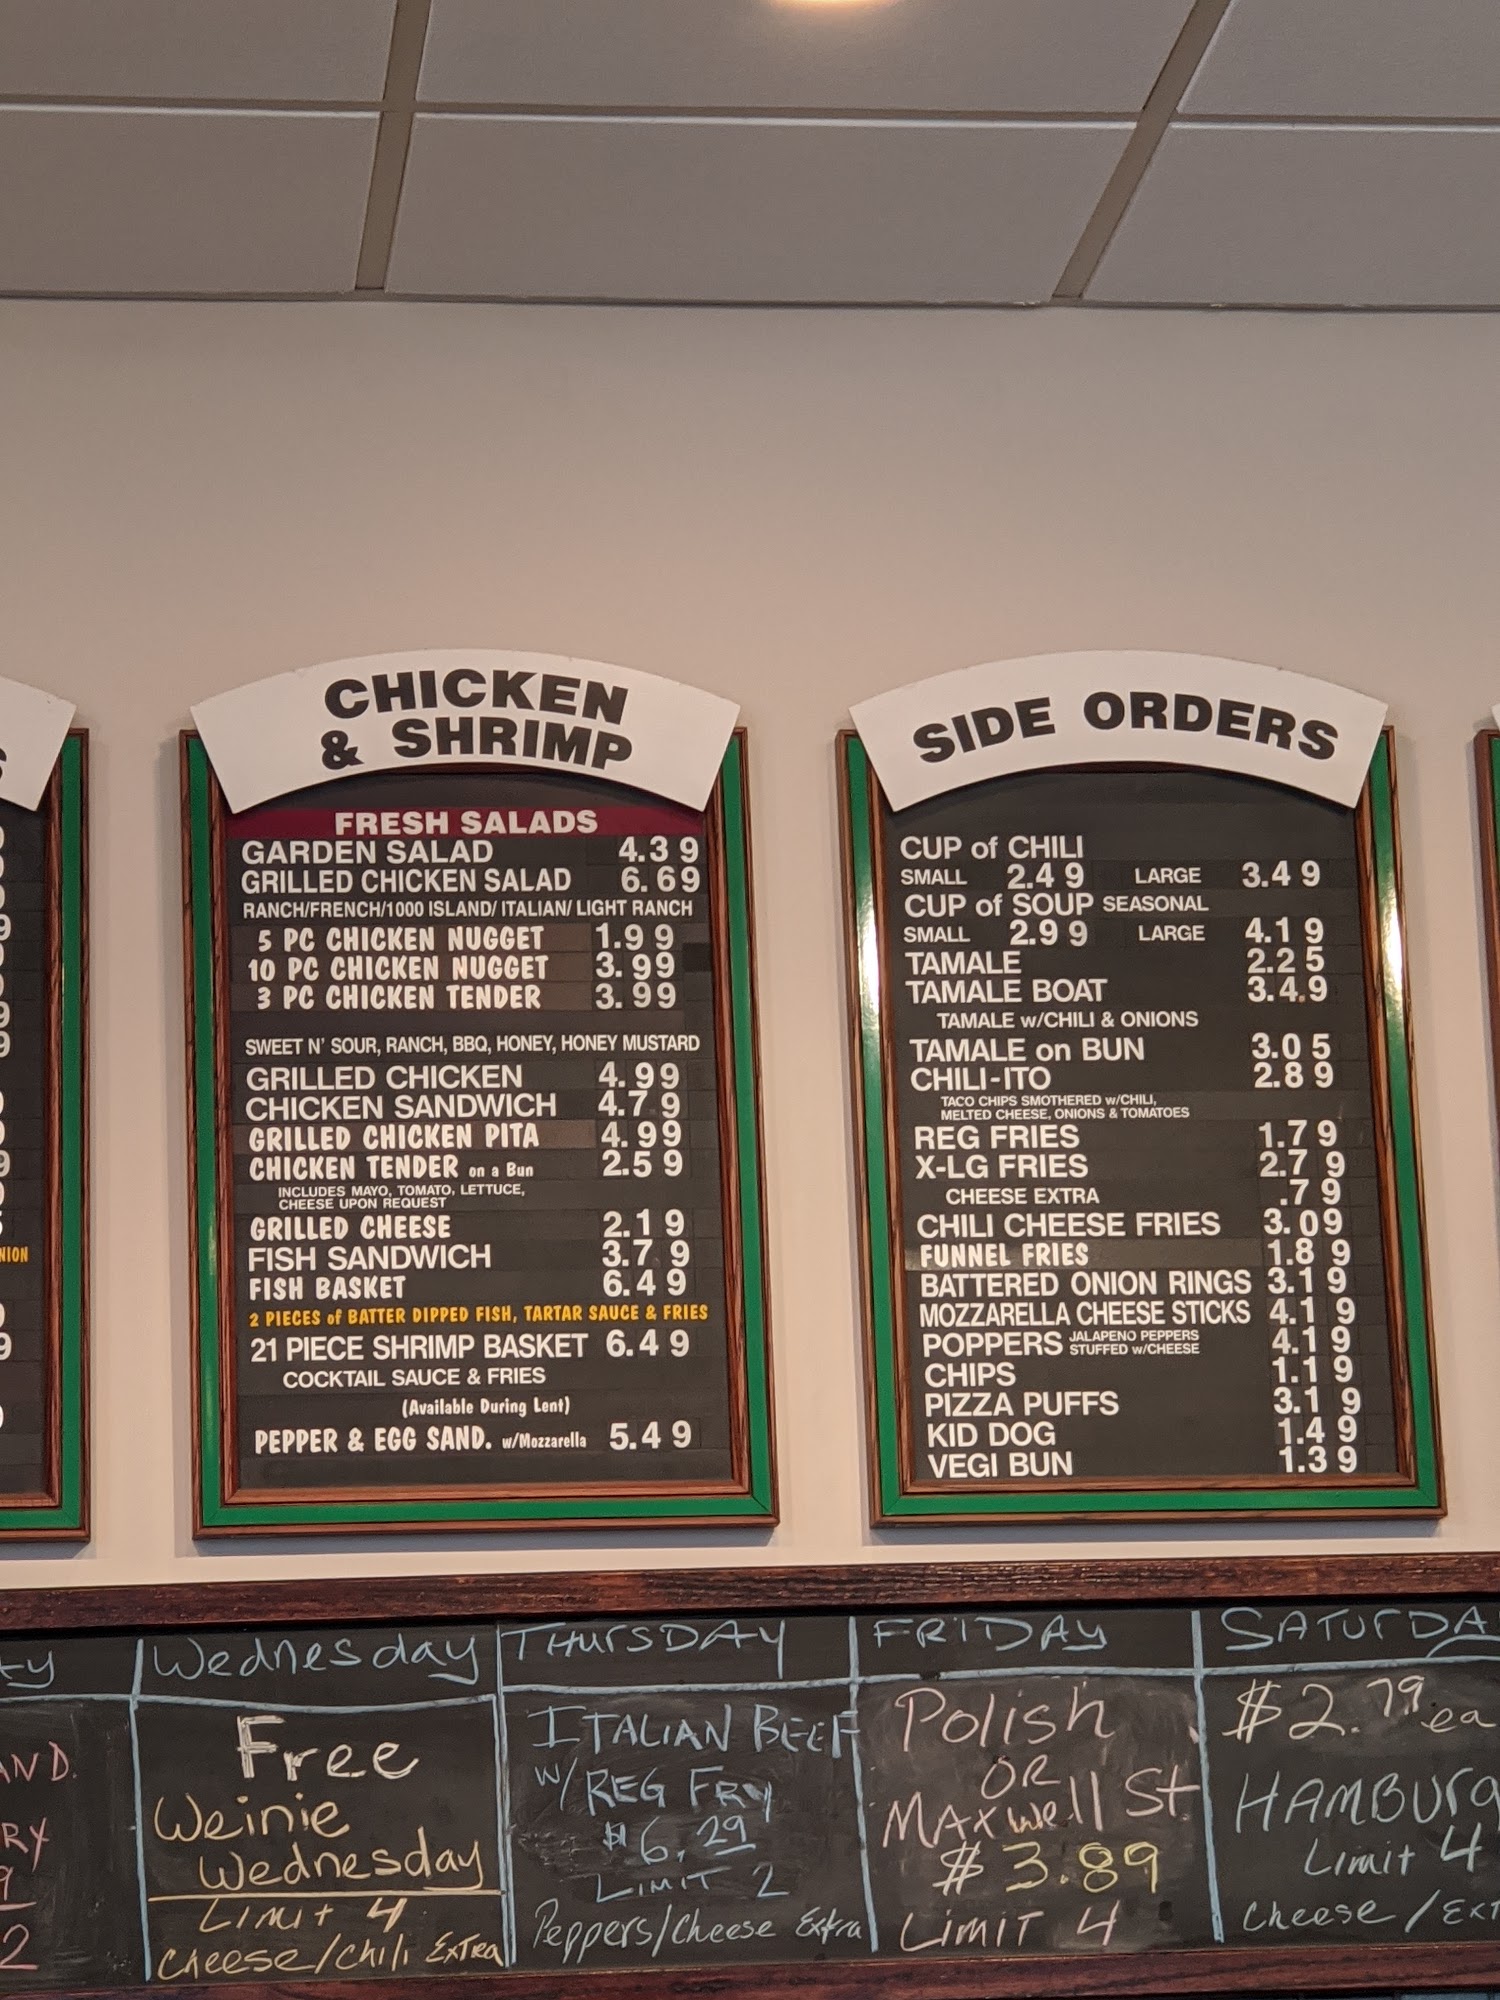 CHICKEN
& SHRIMP
FRESH SALADS
GARDEN SALAD 4.39
GRILLED CHICKEN SALAD 6.69
RANCH/FRENCH/1000 ISLAND/ ITALIAN/ LIGHT RANCH
5 PC CHICKEN NUGGET 1.99
10 PC CHICKEN NUGGET 3.99
3 PC CHICKEN TENDER 3.99
SWEET N' SOUR, RANCH, BBQ, HONEY, HONEY MUSTARD
GRILLED CHICKEN 4.99
CHICKEN SANDWICH 4.79
GRILLED CHICKEN PITA 4.99
CHICKEN TENDER on a Bun 2.59
INCLUDES MAYO, TOMATO, LETTUCE,
CHEESE UPON REQUEST
GRILLED CHEESE 2.19
FISH SANDWICH 3.79
FISH BASKET 6.49
2 PIECES of BATTER DIPPED FISH, TARTAR SAUCE & FRIES
21 PIECE SHRIMP BASKET 6.49
COCKTAIL SAUCE & FRIES
(Available During Lent)
PEPPER & EGG SAND. w/Mozzarella 5.49
SIDE ORDERS
CUP of CHILI
SMALL 2.49 LARGE 3.49
CUP of SOUP SEASONAL
SMALL 2.99 LARGE 4.19
TAMALE 2.25
TAMALE BOAT 3.4.9
TAMALE w/CHILI & ONIONS
TAMALE on BUN 3.05
CHILI-ITO 2.89
TACO CHIPS SMOTHERED w/CHILI,
MELTED CHEESE, ONIONS & TOMATOES
REG FRIES 1.79
X-LG FRIES 2.79
CHEESE EXTRA .79
CHILI CHEESE FRIES 3.09
FUNNEL FRIES 1.89
BATTERED ONION RINGS 3.19
MOZZARELLA CHEESE STICKS 4.19
POPPERS JALAPENO PEPPERS STUFFED w/CHEESE 4.19
CHIPS 1.19
PIZZA PUFFS 3.19
KID DOG 1.49
VEGI BUN 1.39
Wednesday
Free
Weinie
Wednesday
Limit 4
Cheese/Chili Extra
THURSDAY
ITALIAN BEEF
W/REG FRY
$6.29
LIMIT 2
Peppers/Cheese Extra
FRIDAY
Polish
OR
MAXwell St
$3.89
LIMIT 4
SATURDA
$2.79 ea
HAMBURG
Limit 4
Cheese/EXT